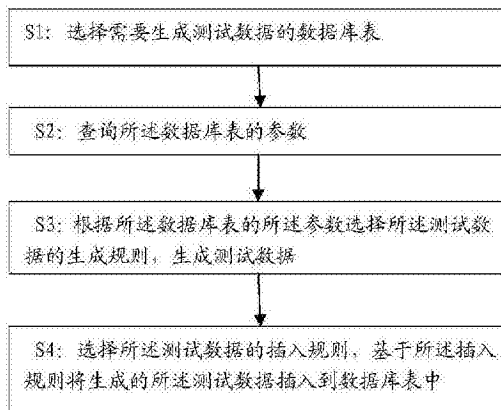 S1：选择需要生成测试数据的数据库表
S2：查询所述数据库表的参数
S3：根据所述数据库表的所述参数选择所述测试数
据的生成规则，生成测试数据
S4：选择所述测试数据的插入规则，基于所述插入
规则将生成的所述测试数据插入到数据库表中